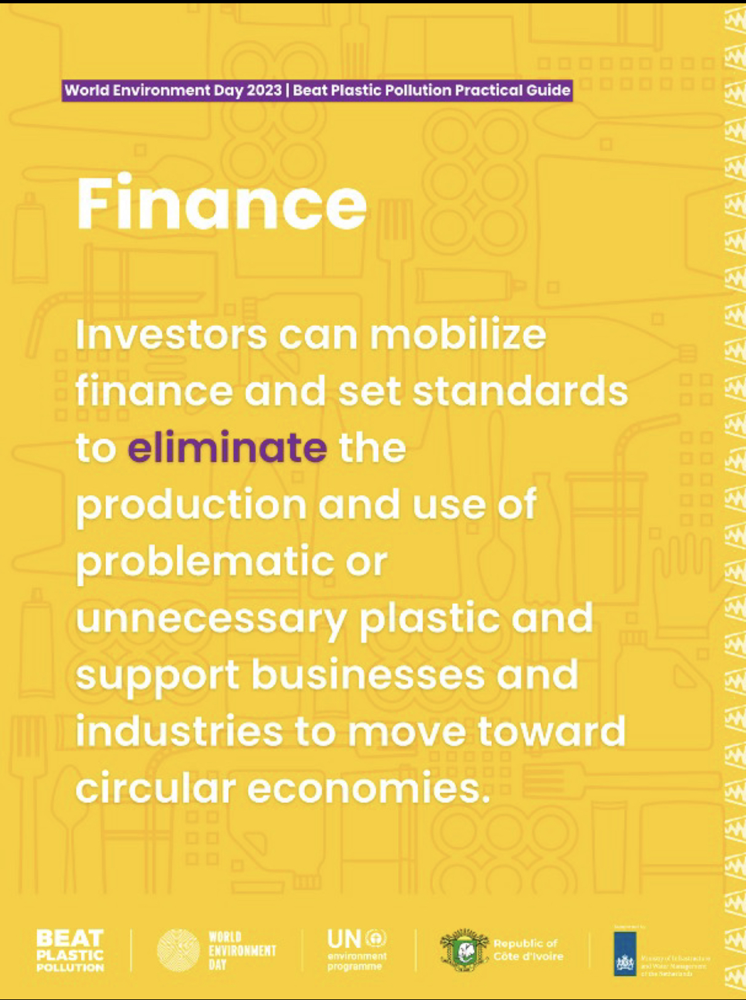 World Environment Day 2023 | Beat Plastic Pollution Practical Guide
Finance
Investors can mobilize
finance and set standards
to eliminate the
production and use of
problematic or
unnecessary plastic and
support businesses and
industries to move toward
circular economies.
BEAT
PLASTIC
POLLUTION
WORLD
ENVIRONMENT
DAY
UN
environment
programme
Republic of
Côte d'Ivoire
Supported by
Ministry of Infrastructure
and Water Management
of the Netherlands